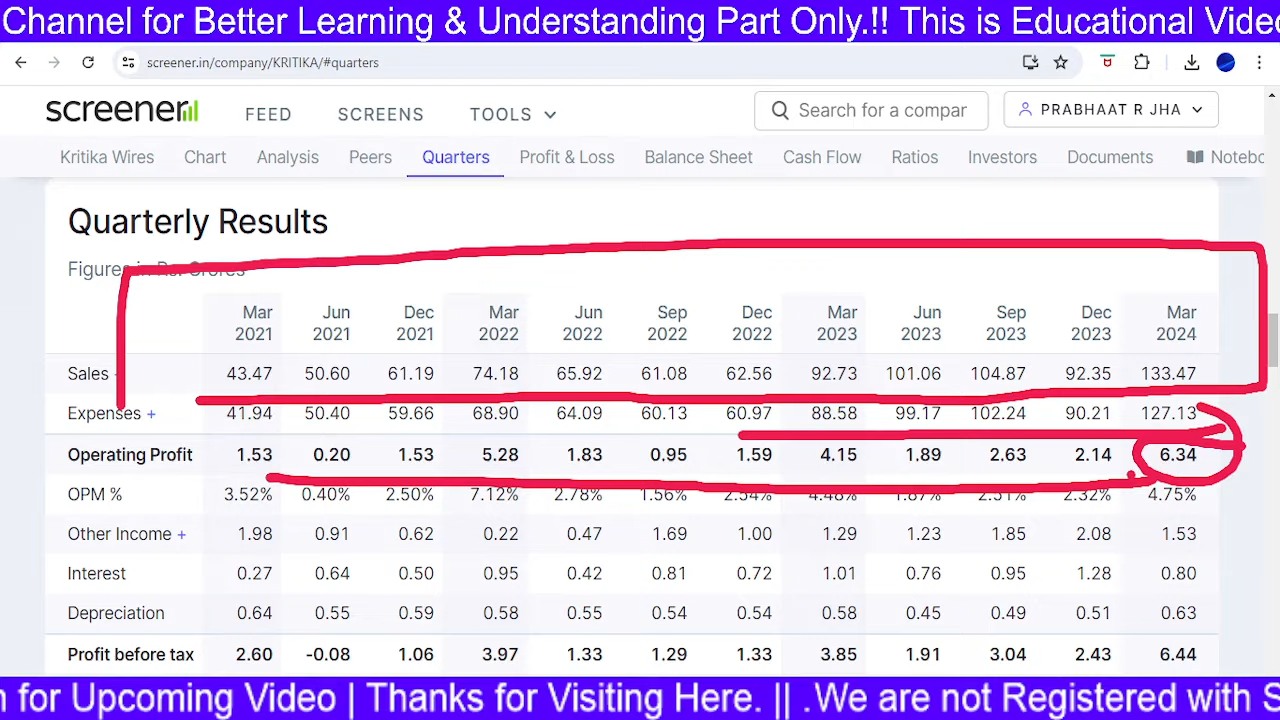 Channel for Better Learning & Understanding Part Only.!! This is Educational Video
screener.in/company/KRITIKA/#quarters
screener FEED SCREENS TOOLS Search for a compar PRABHAAT R JHA
Kritika Wires Chart Analysis Peers Quarters Profit & Loss Balance Sheet Cash Flow Ratios Investors Documents Notebo
Quarterly Results
Figures in Rs. Crores
Mar Jun Dec Mar Jun Sep Dec Mar Jun Sep Dec Mar
2021 2021 2021 2022 2022 2022 2022 2023 2023 2023 2023 2024
Sales 43.47 50.60 61.19 74.18 65.92 61.08 62.56 92.73 101.06 104.87 92.35 133.47
Expenses + 41.94 50.40 59.66 68.90 64.09 60.13 60.97 88.58 99.17 102.24 90.21 127.13
Operating Profit 1.53 0.20 1.53 5.28 1.83 0.95 1.59 4.15 1.89 2.63 2.14 6.34
OPM % 3.52% 0.40% 2.50% 7.12% 2.78% 1.56% 2.54% 4.48% 1.87% 2.51% 2.32% 4.75%
Other Income + 1.98 0.91 0.62 0.22 0.47 1.69 1.00 1.29 1.23 1.85 2.08 1.53
Interest 0.27 0.64 0.50 0.95 0.42 0.81 0.72 1.01 0.76 0.95 1.28 0.80
Depreciation 0.64 0.55 0.59 0.58 0.55 0.54 0.54 0.58 0.45 0.49 0.51 0.63
Profit before tax 2.60 -0.08 1.06 3.97 1.33 1.29 1.33 3.85 1.91 3.04 2.43 6.44
n for Upcoming Video | Thanks for Visiting Here. || .We are not Registered with S